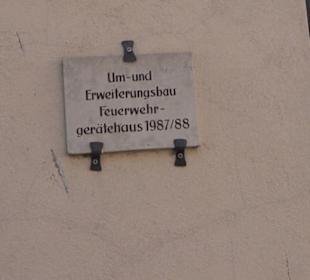 Um-und
Erweiterungsbau
Feuerwehr-
gerätehaus 1987/88